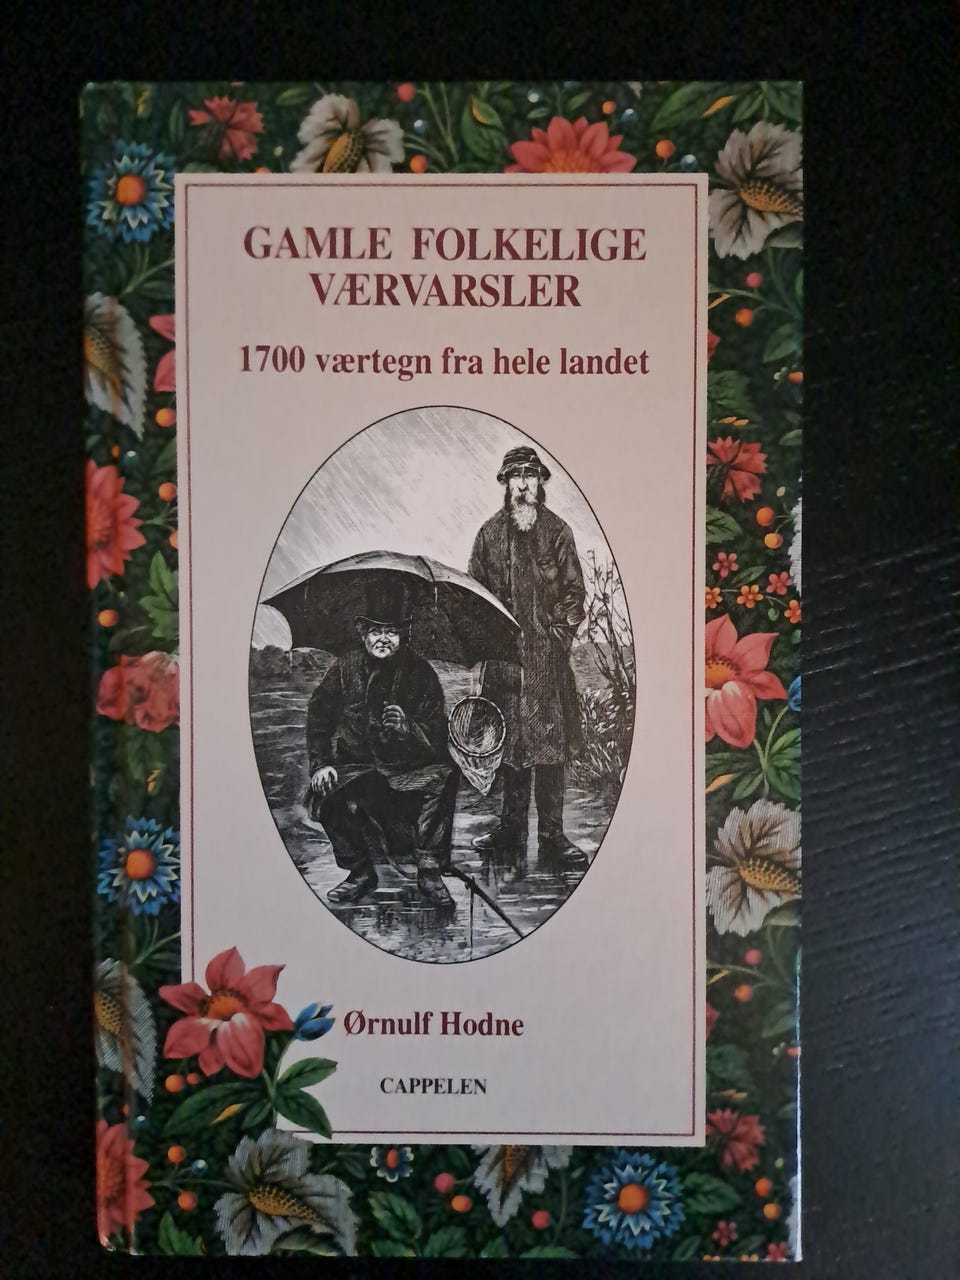 GAMLE FOLKELIGE
VÆRVARSLER
1700 værtegn fra hele landet
Ørnulf Hodne
CAPPELEN